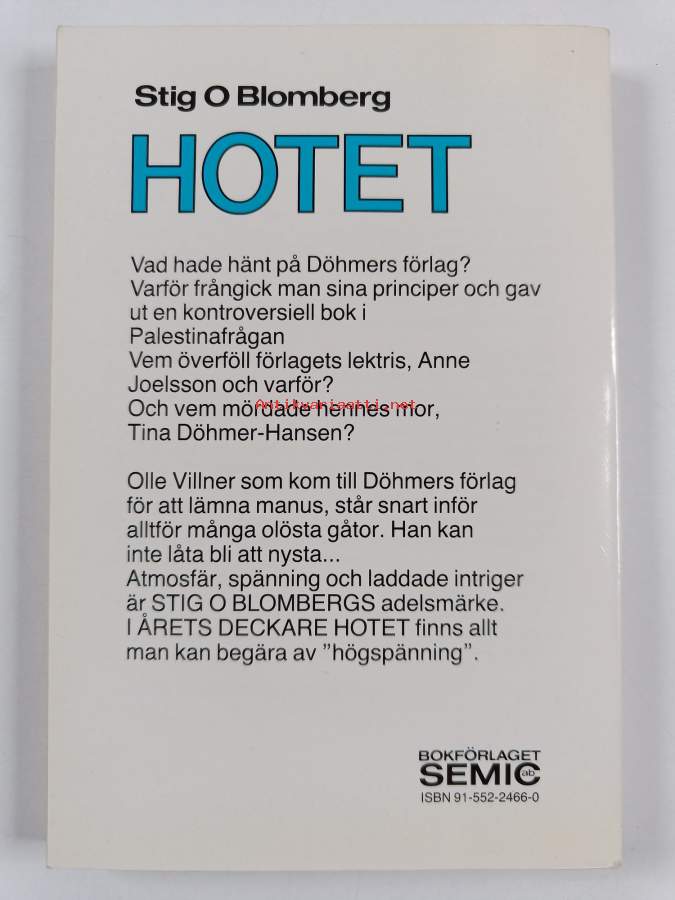 Stig O Blomberg
HOTET
Vad hade hänt på Döhmers förlag?
Varför frångick man sina principer och gav
ut en kontroversiell bok i
Palestinafrågan
Vem överföll förlagets lektris, Anne
Joelsson och varför?
Och vem mördade hennes mor,
Antikvariaatti.net
Tina Döhmer-Hansen?
Olle Villner som kom till Döhmers förlag
för att lämna manus, står snart inför
alltför många olösta gåtor. Han kan
inte låta bli att nysta...
Atmosfär, spänning och laddade intriger
är STIG O BLOMBERGS adelsmärke.
I ÅRETS DECKARE HOTET finns allt
man kan begära av ”högspänning”.
BOKFÖRLAGET
SEMIC ab
ISBN 91-552-2466-0